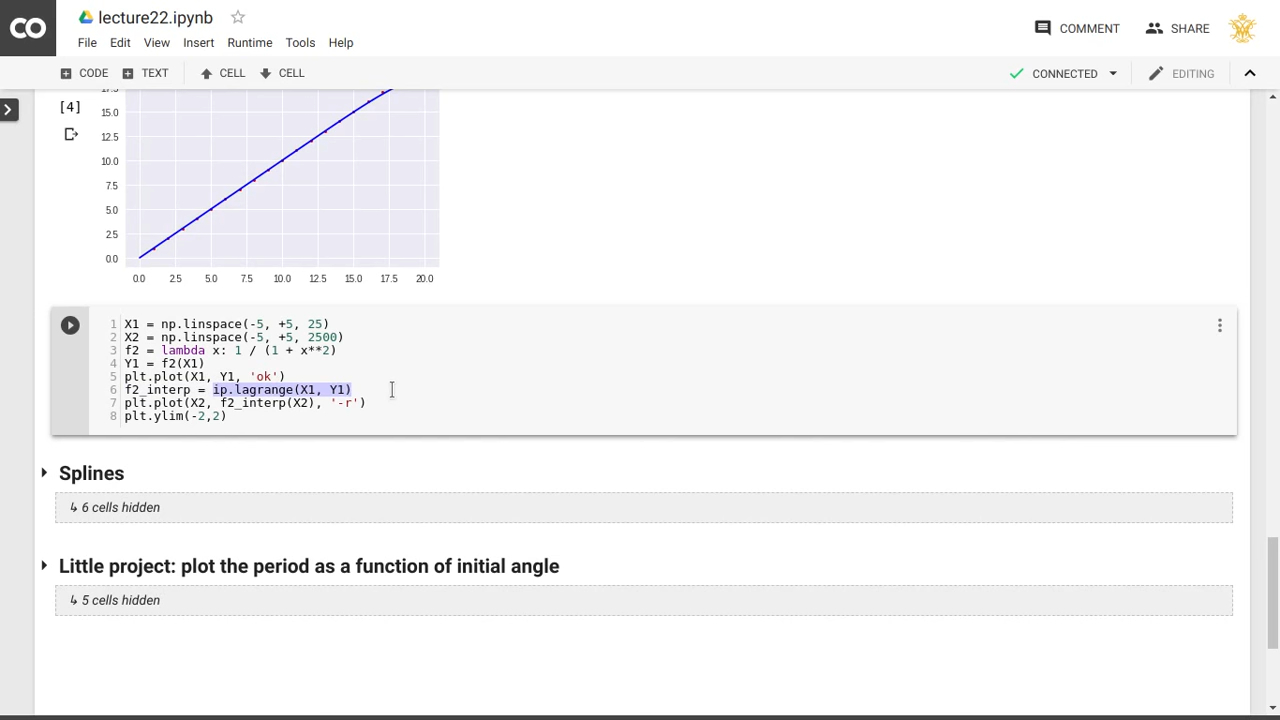 CO
lecture22.ipynb
File Edit View Insert Runtime Tools Help
COMMENT SHARE
CODE TEXT CELL CELL
CONNECTED EDITING
[4]
17.5
15.0
12.5
10.0
7.5
5.0
2.5
0.0
0.0 2.5 5.0 7.5 10.0 12.5 15.0 17.5 20.0
1 X1 = np.linspace(-5, +5, 25)
2 X2 = np.linspace(-5, +5, 2500)
3 f2 = lambda x: 1 / (1 + x**2)
4 Y1 = f2(X1)
5 plt.plot(X1, Y1, 'ok')
6 f2_interp = ip.lagrange(X1, Y1)
7 plt.plot(X2, f2_interp(X2), '-r')
8 plt.ylim(-2,2)
Splines
↳ 6 cells hidden
Little project: plot the period as a function of initial angle
↳ 5 cells hidden